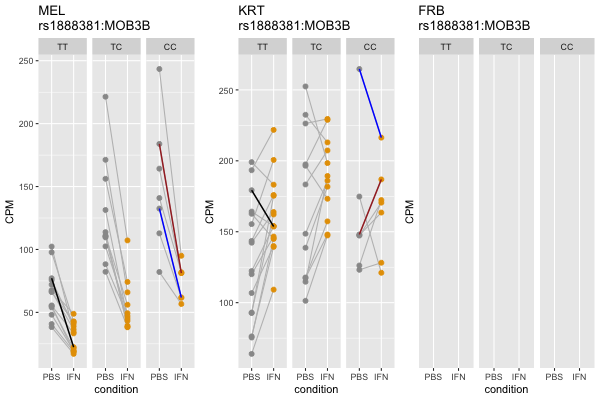 MEL
rs1888381:MOB3B
TT TC CC
CPM
250
200
150
100
50
PBS IFN PBS IFN PBS IFN
condition
KRT
rs1888381:MOB3B
TT TC CC
CPM
250
200
150
100
PBS IFN PBS IFN PBS IFN
condition
FRB
rs1888381:MOB3B
TT TC CC
CPM
PBS IFN PBS IFN PBS IFN
condition